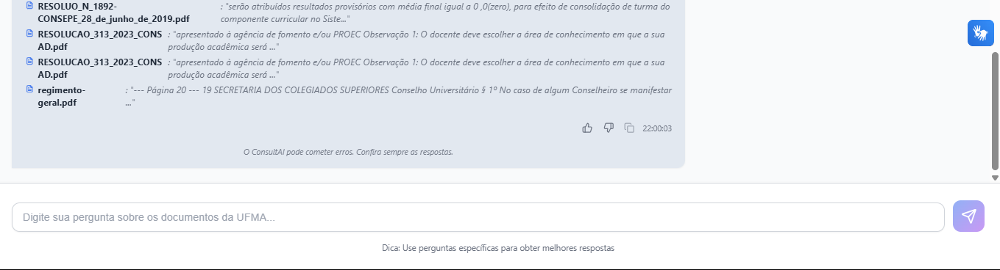 RESOLUO_N_1892- : "serão atribuídos resultados provisórios com média final igual a 0 ,0(zero), para efeito de consolidação de turma do
CONSEPE_28_de_junho_de_2019.pdf componente curricular no Siste..."
RESOLUCAO_313_2023_CONS : "apresentado à agência de fomento e/ou PROEC Observação 1: O docente deve escolher a área de conhecimento em que a sua
AD.pdf produção acadêmica será ..."
RESOLUCAO_313_2023_CONS : "apresentado à agência de fomento e/ou PROEC Observação 1: O docente deve escolher a área de conhecimento em que a sua
AD.pdf produção acadêmica será ..."
regimento- : "--- Página 20 --- 19 SECRETARIA DOS COLEGIADOS SUPERIORES Conselho Universitário § 1º No caso de algum Conselheiro se manifestar
geral.pdf ..."
22:00:03
O ConsultAI pode cometer erros. Confira sempre as respostas.
Digite sua pergunta sobre os documentos da UFMA...
Dica: Use perguntas específicas para obter melhores respostas